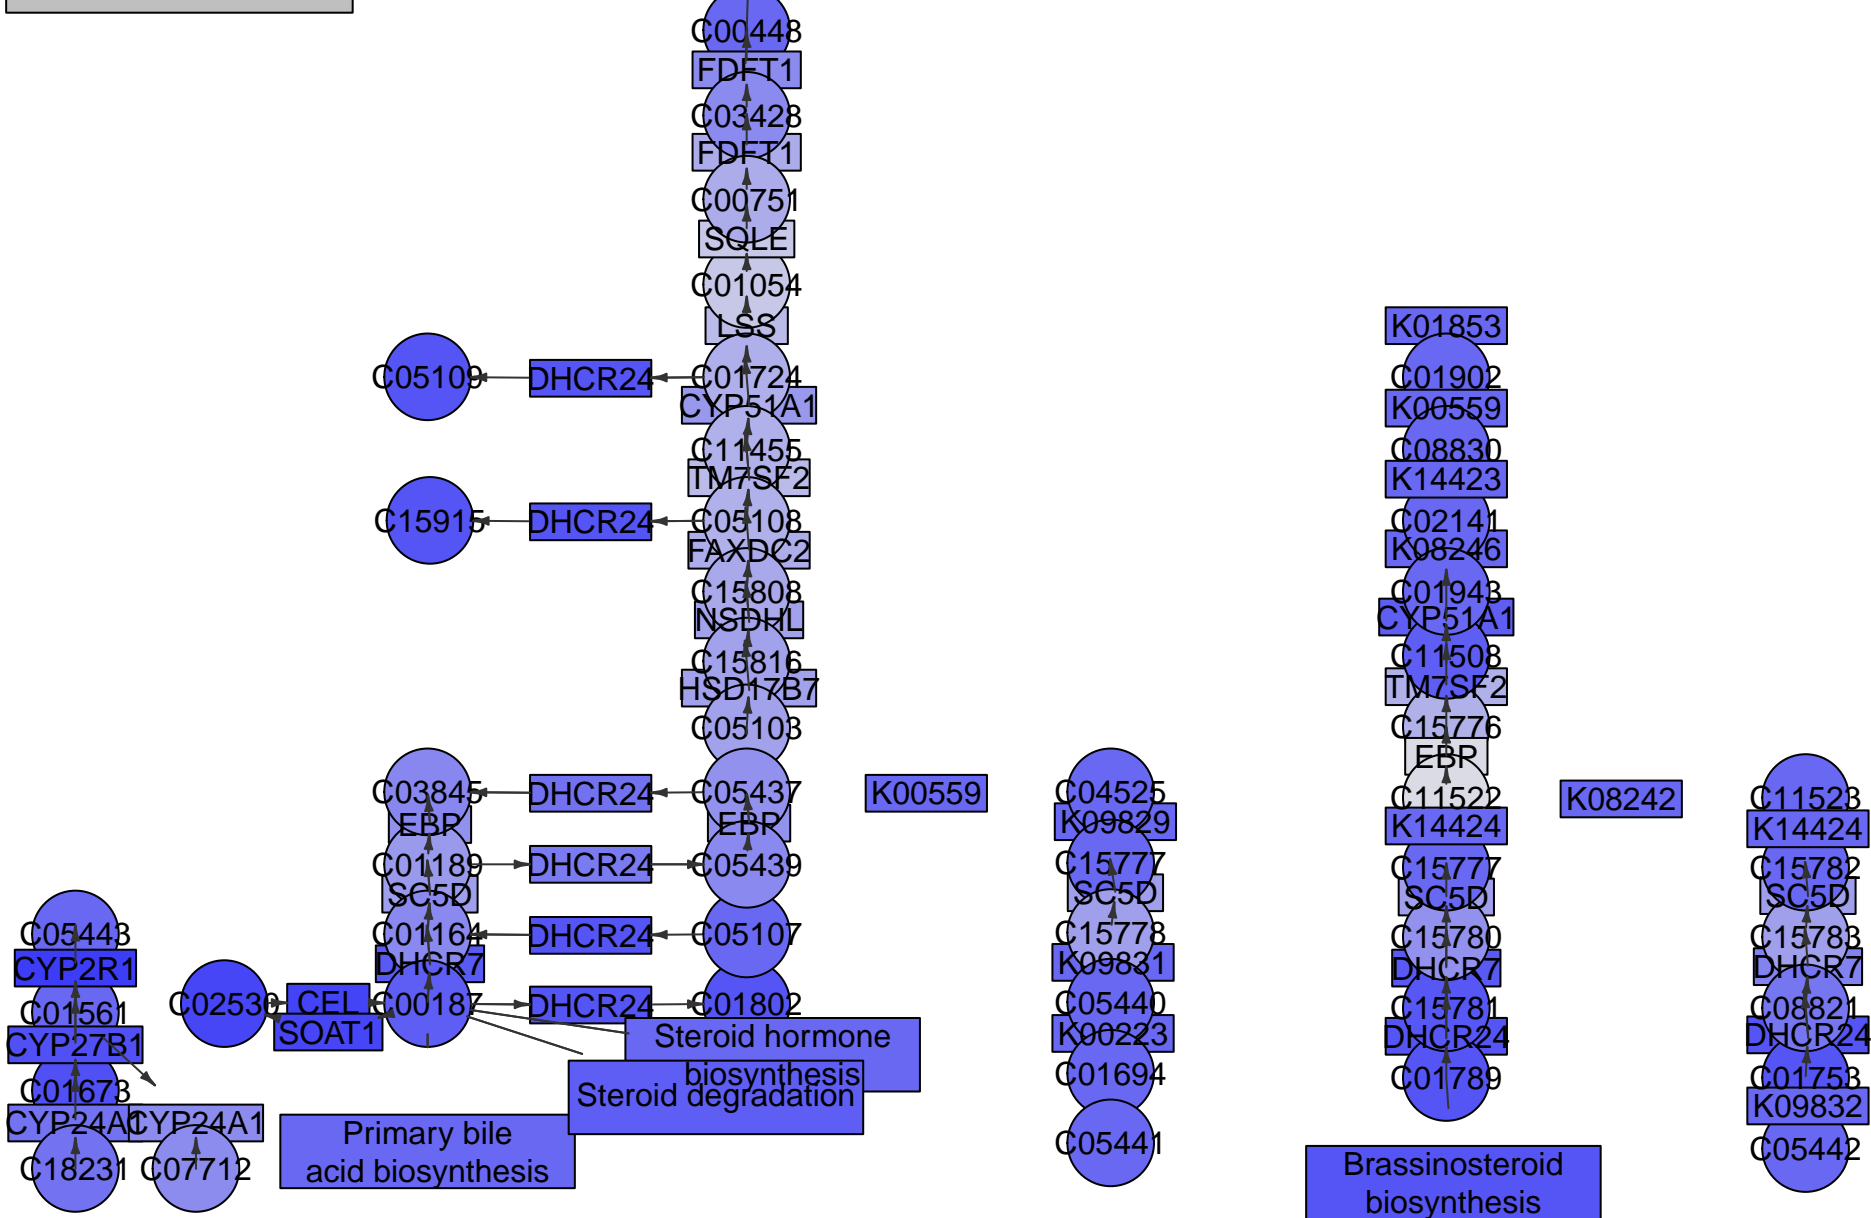 C00448
FDFT1
C03428
FDFT1
C00751
SQLE
C01054
LSS
C05109
DHCR24
C01724
CYP51A1
C11455
TM7SF2
C15915
DHCR24
C05108
FAXDC2
C15808
NSDHL
C15816
HSD17B7
C05103
C03845
DHCR24
C05437
EBP
EBP
C01189
DHCR24
C05439
SC5D
C01164
DHCR24
C05107
DHCR7
C02530
CEL
SOAT1
C00187
DHCR24
C01802
C05443
CYP2R1
C01561
CYP27B1
C01673
CYP24A1
CYP24A1
C18231
C07712
Steroid hormone
biosynthesis
Steroid degradation
Primary bile
acid biosynthesis
K00559
C04525
K09829
C15777
SC5D
C15778
K09831
C05440
K00223
C01694
C05441
K01853
C01902
K00559
C08830
K14423
C02141
K08246
C01943
CYP51A1
C11508
TM7SF2
C15776
EBP
C11522
K14424
C15777
SC5D
C15780
DHCR7
C15781
DHCR24
C01789
Brassinosteroid
biosynthesis
K08242
C11523
K14424
C15782
SC5D
C15783
DHCR7
C08821
DHCR24
C01753
K09832
C05442